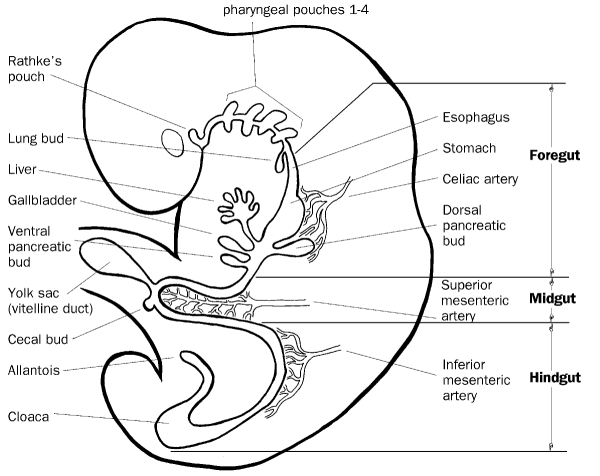 pharyngeal pouches 1-4
Rathke's
pouch
Lung bud
Liver
Gallbladder
Ventral
pancreatic
bud
Yolk sac
(vitelline duct)
Cecal bud
Allantois
Cloaca
Esophagus
Stomach
Celiac artery
Dorsal
pancreatic
bud
Superior
mesenteric
artery
Inferior
mesenteric
artery
Foregut
Midgut
Hindgut